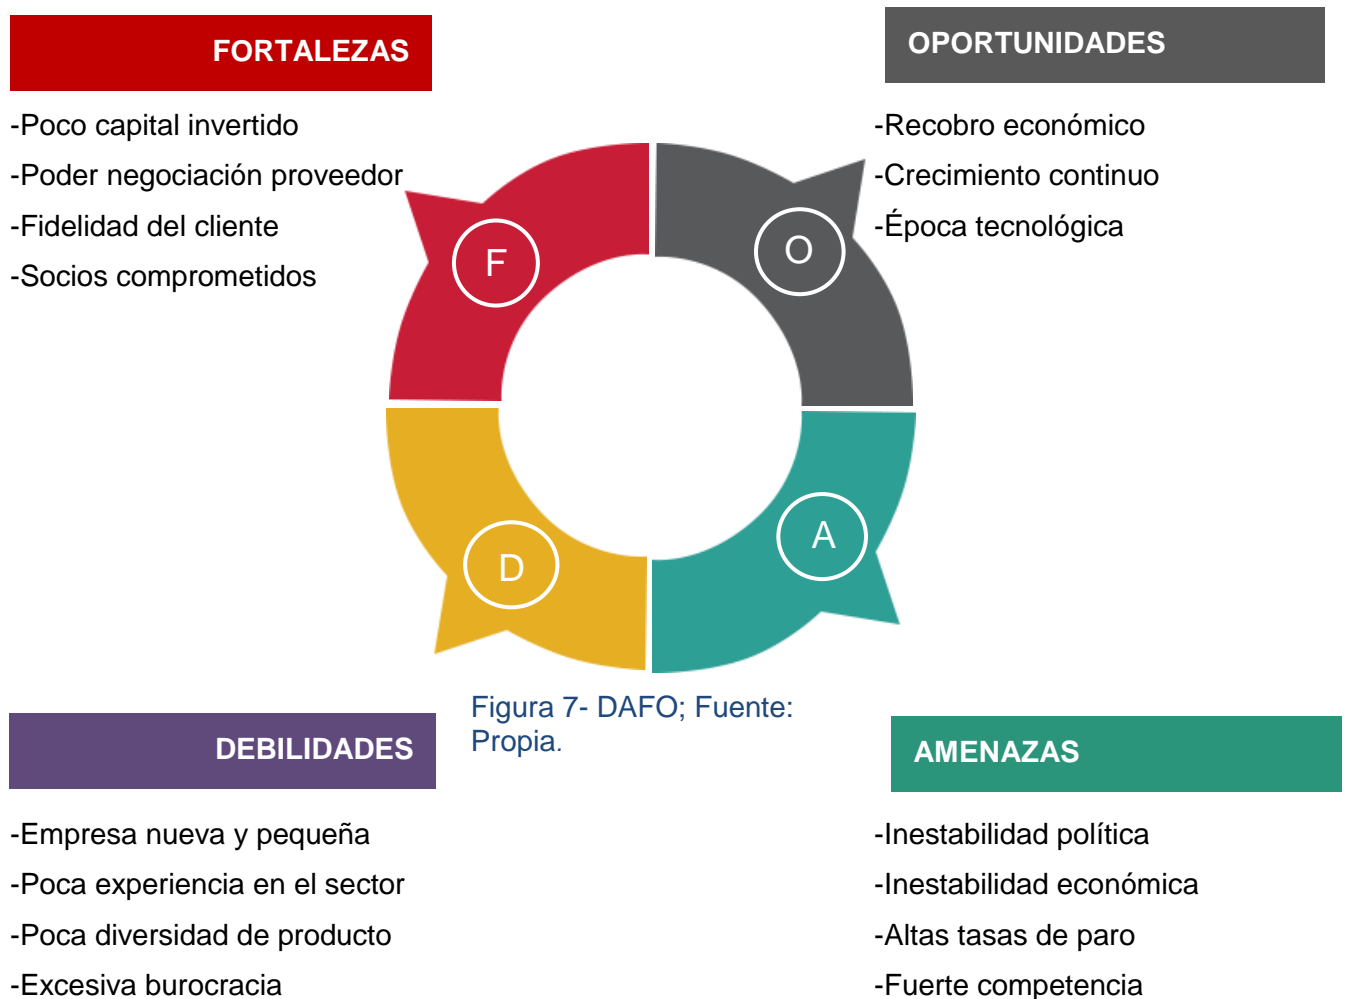 FORTALEZAS
-Poco capital invertido
-Poder negociación proveedor
-Fidelidad del cliente
-Socios comprometidos
OPORTUNIDADES
-Recobro económico
-Crecimiento continuo
-Época tecnológica
F
O
D
A
Figura 7- DAFO; Fuente:
Propia.
DEBILIDADES
-Empresa nueva y pequeña
-Poca experiencia en el sector
-Poca diversidad de producto
-Excesiva burocracia
AMENAZAS
-Inestabilidad política
-Inestabilidad económica
-Altas tasas de paro
-Fuerte competencia